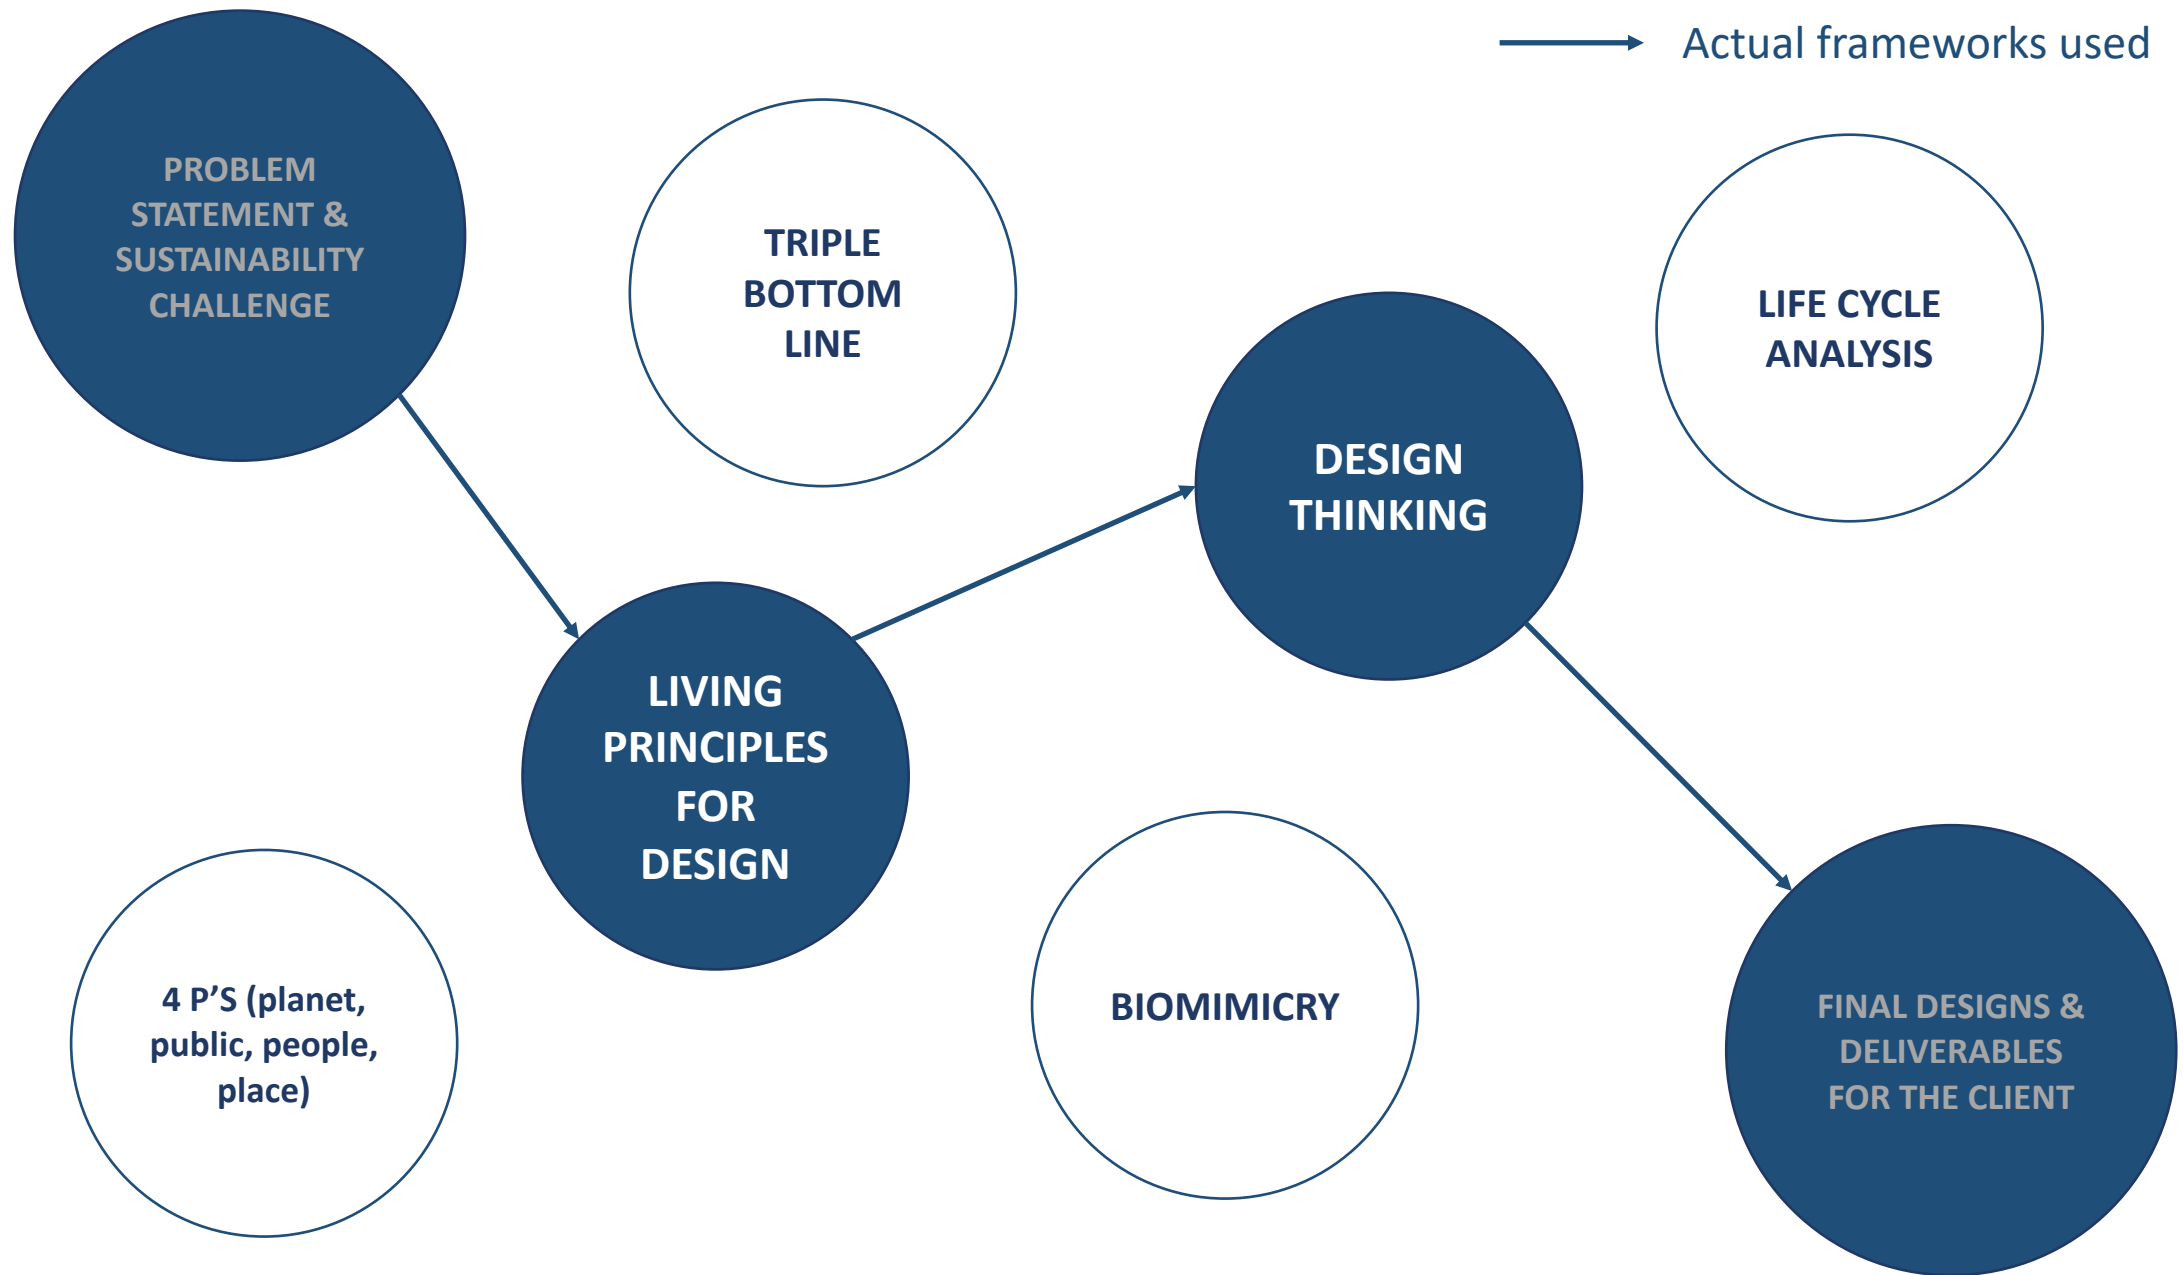 Actual frameworks used
PROBLEM
STATEMENT &
SUSTAINABILITY
CHALLENGE
TRIPLE
BOTTOM
LINE
LIFE CYCLE
ANALYSIS
DESIGN
THINKING
LIVING
PRINCIPLES
FOR
DESIGN
4 P’S (planet,
public, people,
place)
BIOMIMICRY
FINAL DESIGNS &
DELIVERABLES
FOR THE CLIENT